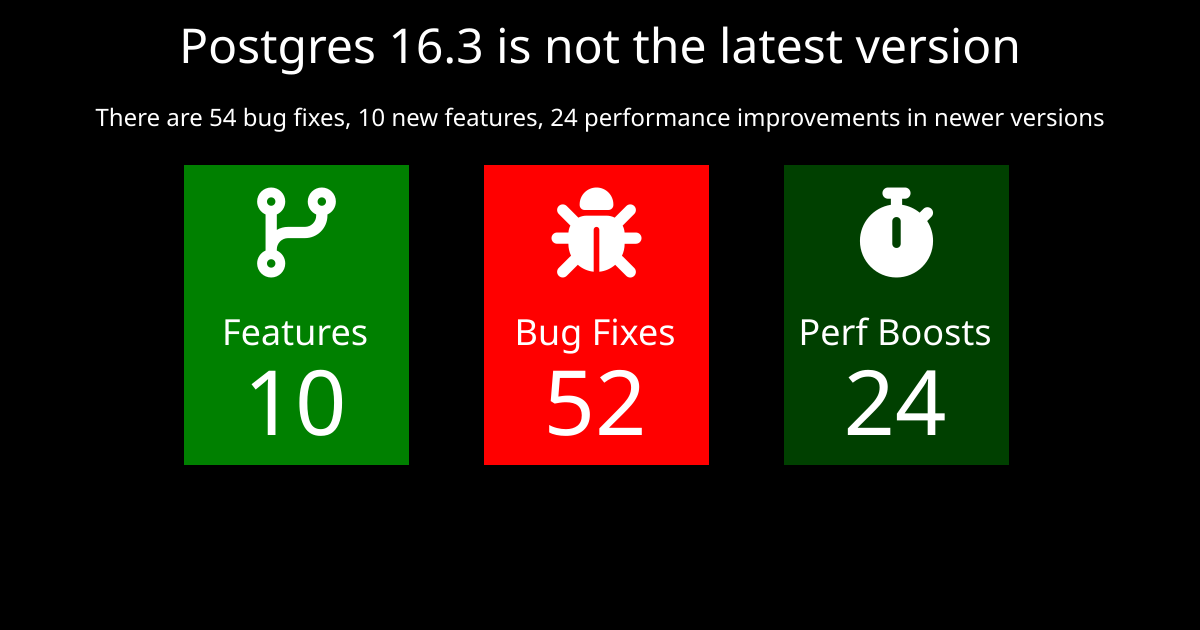 Postgres 16.3 is not the latest version
There are 54 bug fixes, 10 new features, 24 performance improvements in newer versions
Features
10
Bug Fixes
52
Perf Boosts
24